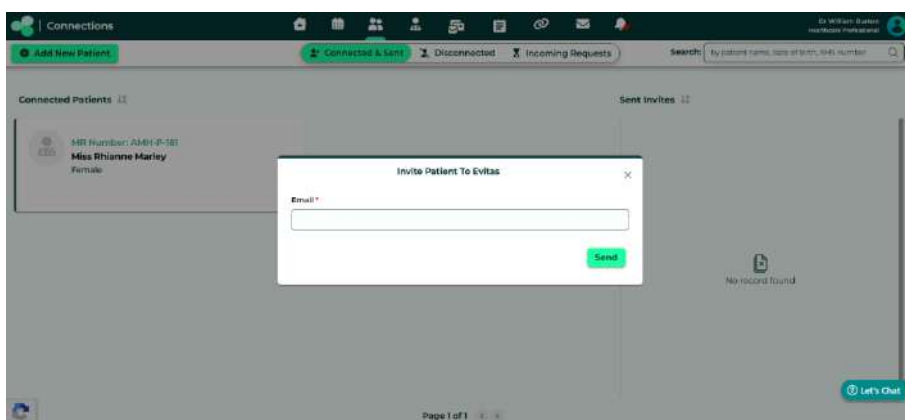 Connections
Dr William Butlers
Healthcare Professional
Add New Patient
Connected & Sent
Disconnected
Incoming Requests
Search:
by patient name, date of birth, NHS number
Connected Patients
Sent Invites
MR Number: AMH-P-181
Miss Rhianne Marley
Female
Invite Patient To Evitas
Email *
Send
No record found
Let's Chat
Page 1 of 1